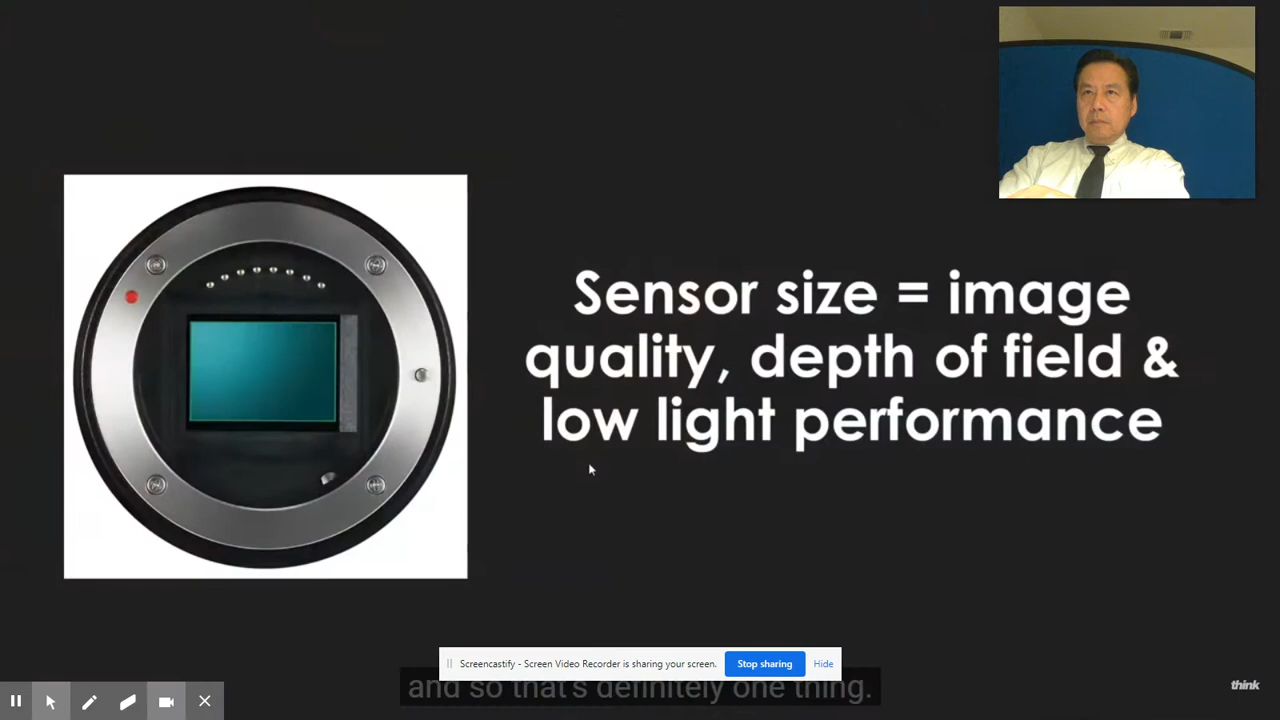 Sensor size = image
quality, depth of field &
low light performance
Screencastify - Screen Video Recorder is sharing your screen.
Stop sharing
Hide
and so that's definitely one thing.
think